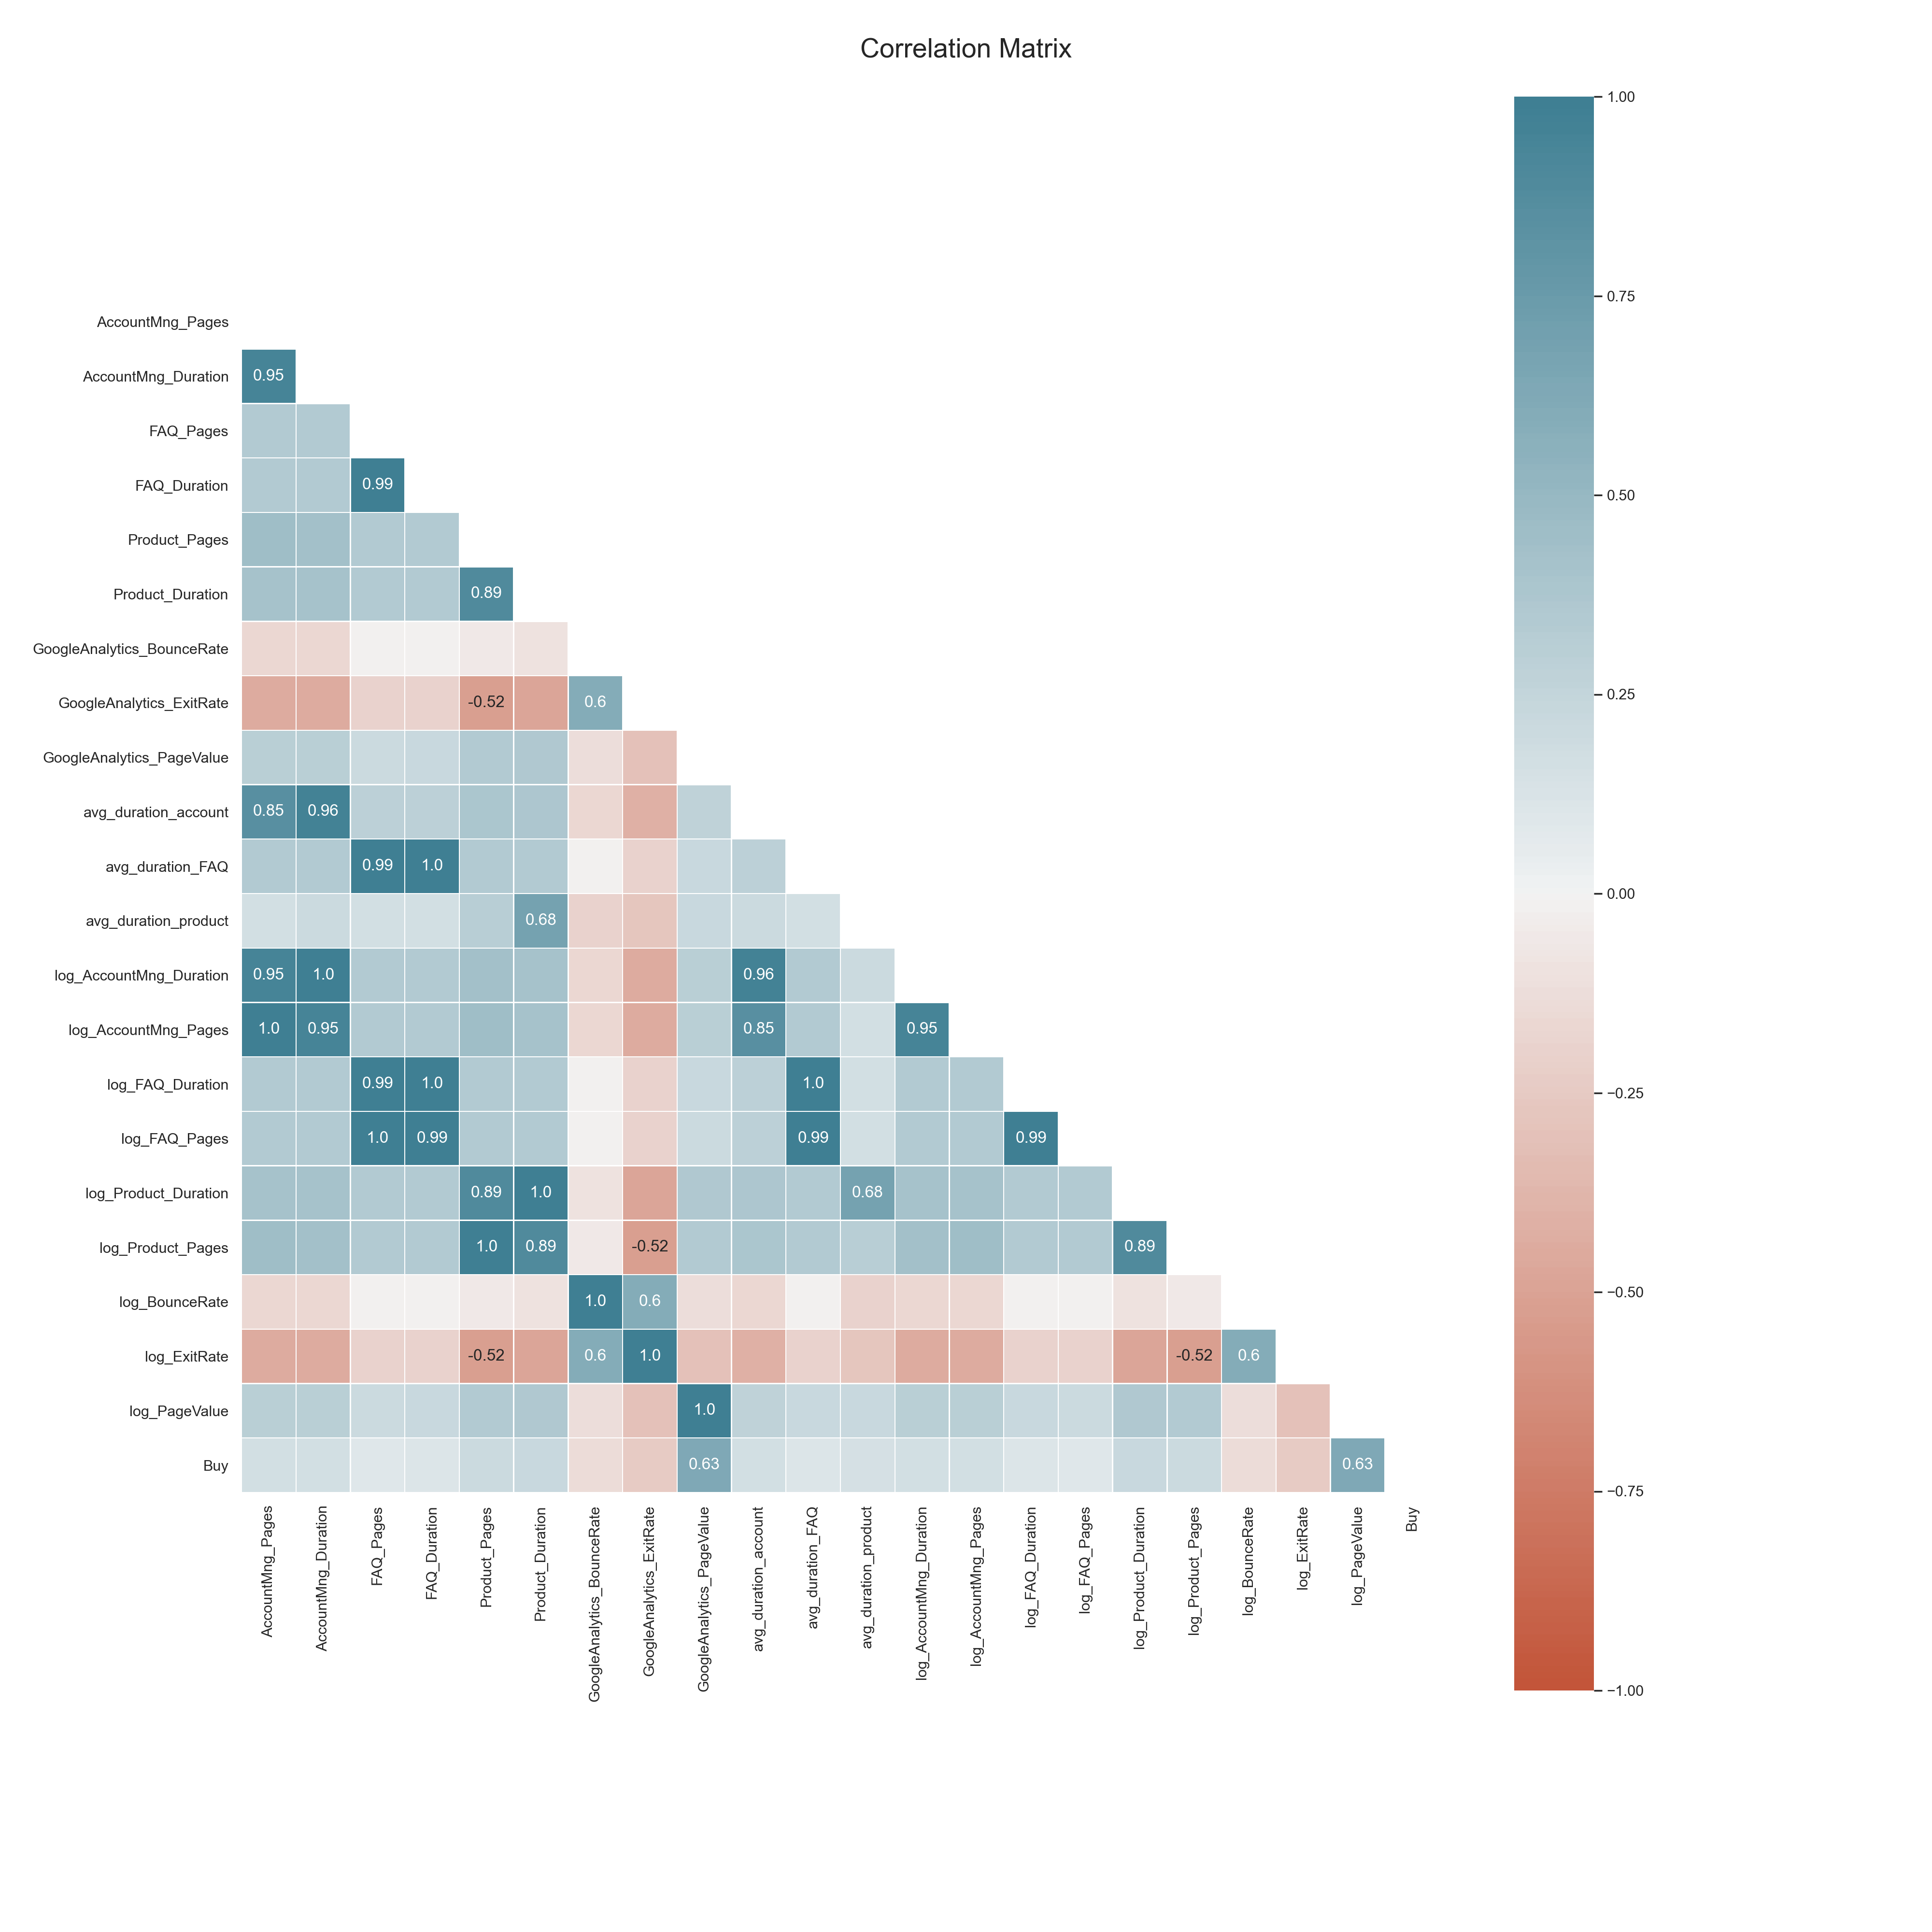 Correlation Matrix
1.00
0.75
0.50
0.25
0.00
−0.25
−0.50
−0.75
−1.00
AccountMng_Pages
AccountMng_Duration 0.95
FAQ_Pages
FAQ_Duration 0.99
Product_Pages
Product_Duration 0.89
GoogleAnalytics_BounceRate
GoogleAnalytics_ExitRate -0.52 0.6
GoogleAnalytics_PageValue
avg_duration_account 0.85 0.96
avg_duration_FAQ 0.99 1.0
avg_duration_product 0.68
log_AccountMng_Duration 0.95 1.0 0.96
log_AccountMng_Pages 1.0 0.95 0.85 0.95
log_FAQ_Duration 0.99 1.0 1.0
log_FAQ_Pages 1.0 0.99 0.99 0.99
log_Product_Duration 0.89 1.0 0.68
log_Product_Pages 1.0 0.89 -0.52 0.89
log_BounceRate 1.0 0.6
log_ExitRate -0.52 0.6 1.0 -0.52 0.6
log_PageValue 1.0
Buy 0.63 0.63
AccountMng_Pages
AccountMng_Duration
FAQ_Pages
FAQ_Duration
Product_Pages
Product_Duration
GoogleAnalytics_BounceRate
GoogleAnalytics_ExitRate
GoogleAnalytics_PageValue
avg_duration_account
avg_duration_FAQ
avg_duration_product
log_AccountMng_Duration
log_AccountMng_Pages
log_FAQ_Duration
log_FAQ_Pages
log_Product_Duration
log_Product_Pages
log_BounceRate
log_ExitRate
log_PageValue
Buy